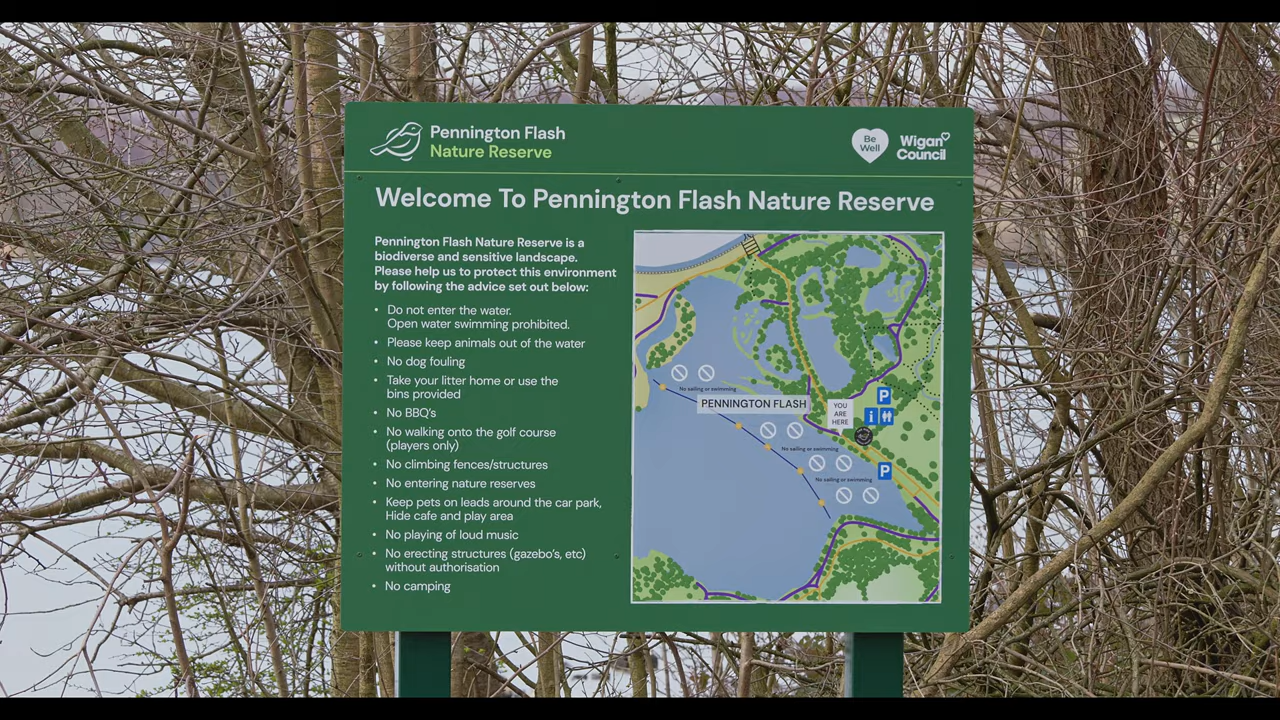 Pennington Flash
Nature Reserve
Be
Well
Wigan
Council
Welcome To Pennington Flash Nature Reserve
Pennington Flash Nature Reserve is a
biodiverse and sensitive landscape.
Please help us to protect this environment
by following the advice set out below:
• Do not enter the water.
Open water swimming prohibited.
• Please keep animals out of the water
• No dog fouling
• Take your litter home or use the
bins provided
• No BBQ's
• No walking onto the golf course
(players only)
• No climbing fences/structures
• No entering nature reserves
• Keep pets on leads around the car park,
Hide cafe and play area
• No playing of loud music
• No erecting structures (gazebo's, etc)
without authorisation
• No camping
No sailing or swimming
PENNINGTON FLASH
YOU
ARE
HERE
P
i
No sailing or swimming
P
No sailing or swimming